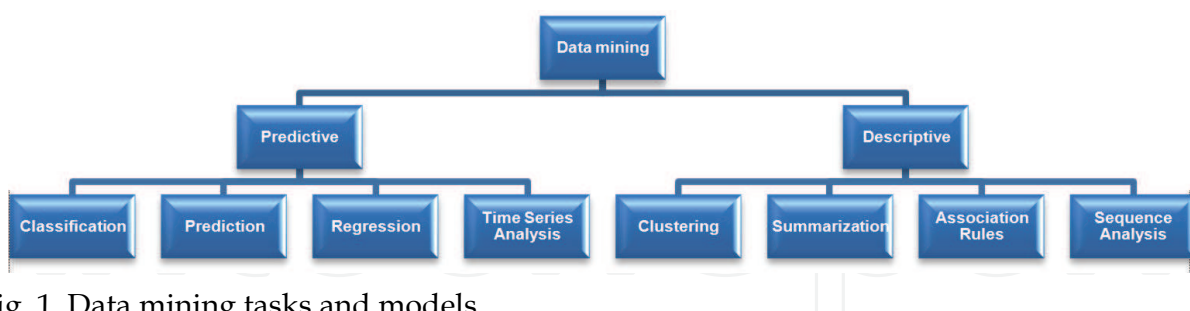 Data mining
Predictive
Descriptive
Classification
Prediction
Regression
Time Series
Analysis
Clustering
Summarization
Association
Rules
Sequence
Analysis
ig. 1. Data mining tasks and models